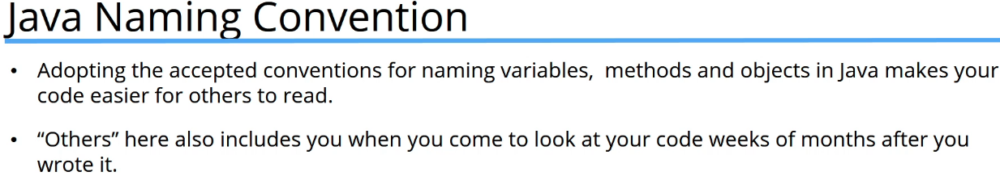 Java Naming Convention
• Adopting the accepted conventions for naming variables,  methods and objects in Java makes your
code easier for others to read.
• “Others” here also includes you when you come to look at your code weeks of months after you
wrote it.